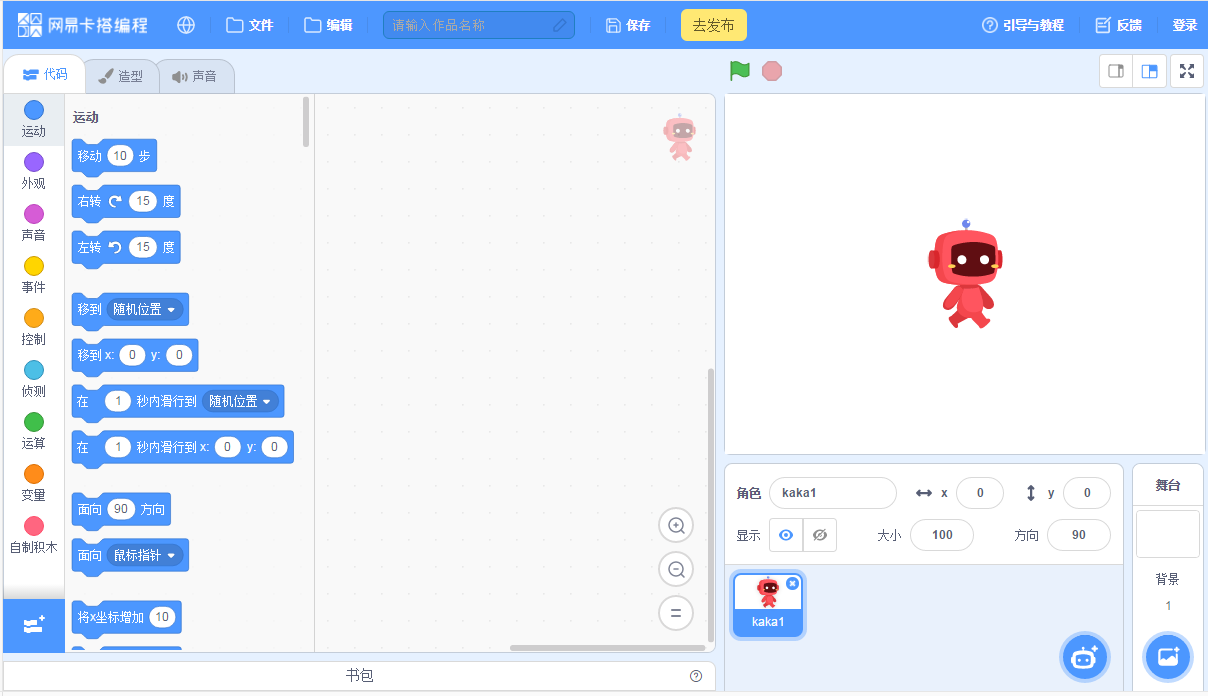 网易卡搭编程 文件 编辑 请输入作品名称 保存 去发布 引导与教程 反馈 登录
代码 造型 声音
运动
外观
声音
事件
控制
侦测
运算
变量
自制积木
运动
移动 10 步
右转 15 度
左转 15 度
移到 随机位置
移到 x: 0 y: 0
在 1 秒内滑行到 随机位置
在 1 秒内滑行到 x: 0 y: 0
面向 90 方向
面向 鼠标指针
将x坐标增加 10
书包
角色 kaka1 x 0 y 0
显示 大小 100 方向 90
kaka1
舞台
背景
1